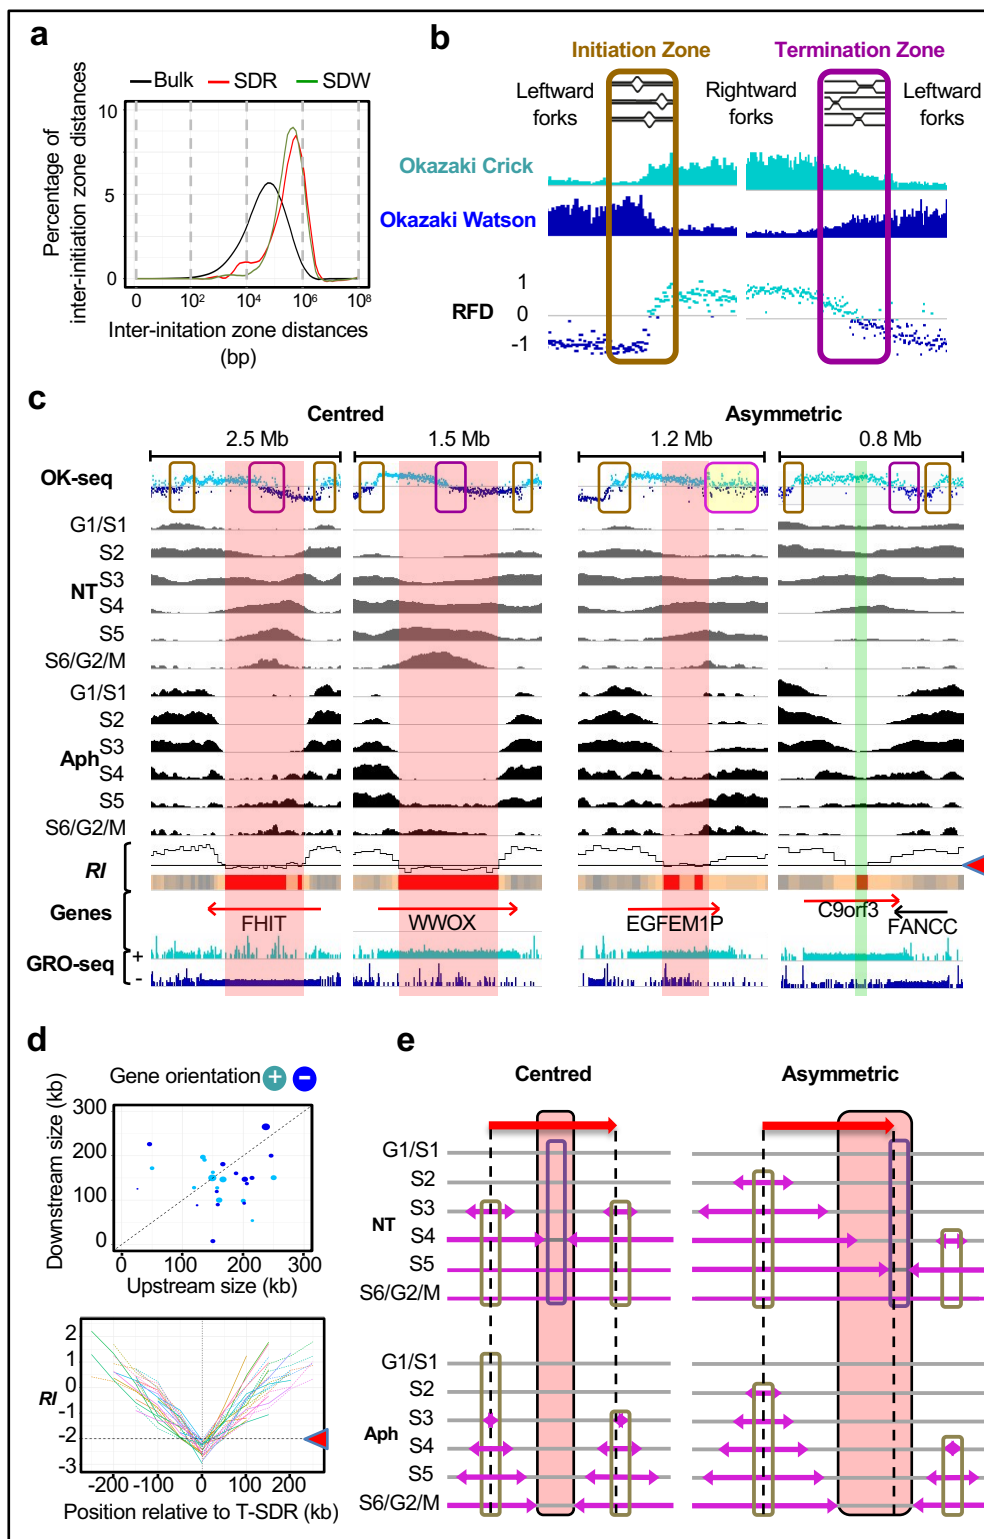 a
Bulk SDR SDW
Percentage of
inter-initiation zone distances
10
5
0
0 10² 10⁴ 10⁶ 10⁸
Inter-initation zone distances
(bp)
b
Initiation Zone Termination Zone
Leftward forks Rightward forks Leftward forks
Okazaki Crick
Okazaki Watson
RFD
1
0
-1
c
Centred Asymmetric
2.5 Mb 1.5 Mb 1.2 Mb 0.8 Mb
OK-seq
NT
G1/S1
S2
S3
S4
S5
S6/G2/M
Aph
G1/S1
S2
S3
S4
S5
S6/G2/M
RI
Genes
FHIT WWOX EGFEM1P C9orf3 FANCC
GRO-seq
+
-
d
Gene orientation + −
Downstream size (kb)
300
200
100
0
0 100 200 300
Upstream size (kb)
RI
2
1
0
-1
-2
-3
-200 -100 0 100 200
Position relative to T-SDR (kb)
e
Centred Asymmetric
NT
G1/S1
S2
S3
S4
S5
S6/G2/M
Aph
G1/S1
S2
S3
S4
S5
S6/G2/M